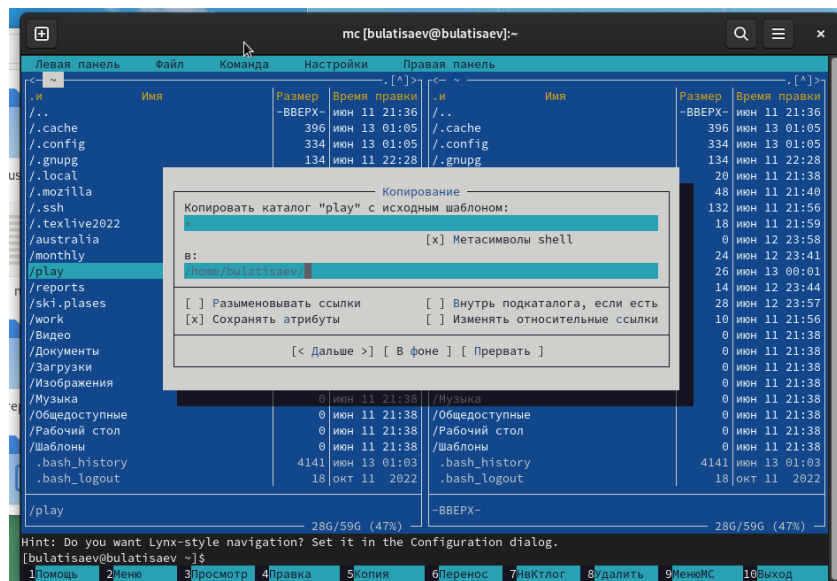 mc [bulatisaev@bulatisaev]:~
Левая панель Файл Команда Настройки Правая панель
<— ~ .[^]> <— ~ .[^]>
.и Имя Размер Время правки .и Имя Размер Время правки
/.. -ВВЕРХ- июн 11 21:36 /.. -ВВЕРХ- июн 11 21:36
/.cache 396 июн 13 01:05 /.cache 396 июн 13 01:05
/.config 334 июн 13 01:05 /.config 334 июн 13 01:05
/.gnupg 134 июн 11 22:28 /.gnupg 134 июн 11 22:28
/.local 20 июн 11 21:38
/.mozilla 48 июн 11 21:40
/.ssh 132 июн 11 21:56
/.texlive2022 18 июн 11 21:59
/australia 0 июн 12 23:58
/monthly 24 июн 12 23:41
/play 26 июн 13 00:01
/reports 14 июн 12 23:44
/ski.plases 28 июн 12 23:57
/work 10 июн 11 21:56
/Видео 0 июн 11 21:38
/Документы 0 июн 11 21:38
/Загрузки 0 июн 11 21:38
/Изображения 0 июн 11 21:38
Копирование
Копировать каталог "play" с исходным шаблоном:
*
[x] Метасимволы shell
в:
/home/bulatisaev/
[ ] Разыменовывать ссылки [ ] Внутрь подкаталога, если есть
[x] Сохранять атрибуты [ ] Изменять относительные ссылки
[< Дальше >] [ В фоне ] [ Прервать ]
/Музыка 0 июн 11 21:38 /Музыка 0 июн 11 21:38
/Общедоступные 0 июн 11 21:38 /Общедоступные 0 июн 11 21:38
/Рабочий стол 0 июн 11 21:38 /Рабочий стол 0 июн 11 21:38
/Шаблоны 0 июн 11 21:38 /Шаблоны 0 июн 11 21:38
.bash_history 4141 июн 13 01:03 .bash_history 4141 июн 13 01:03
.bash_logout 18 окт 11 2022 .bash_logout 18 окт 11 2022
/play -ВВЕРХ-
28G/59G (47%) 28G/59G (47%)
Hint: Do you want Lynx-style navigation? Set it in the Configuration dialog.
[bulatisaev@bulatisaev ~]$
1Помощь 2Меню 3Просмотр 4Правка 5Копия 6Перенос 7НвКтлог 8Удалить 9МенюMC 10Выход